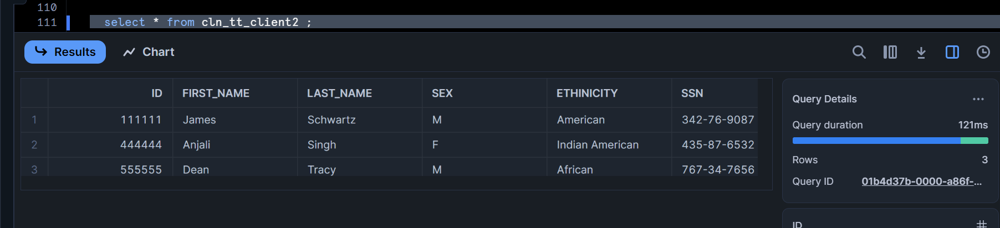 110
111 select * from cln_tt_client2 ;
Results Chart
ID FIRST_NAME LAST_NAME SEX ETHINICITY SSN
1 111111 James Schwartz M American 342-76-9087
2 444444 Anjali Singh F Indian American 435-87-6532
3 555555 Dean Tracy M African 767-34-7656
Query Details ...
Query duration 121ms
Rows 3
Query ID 01b4d37b-0000-a86f-...
ID #